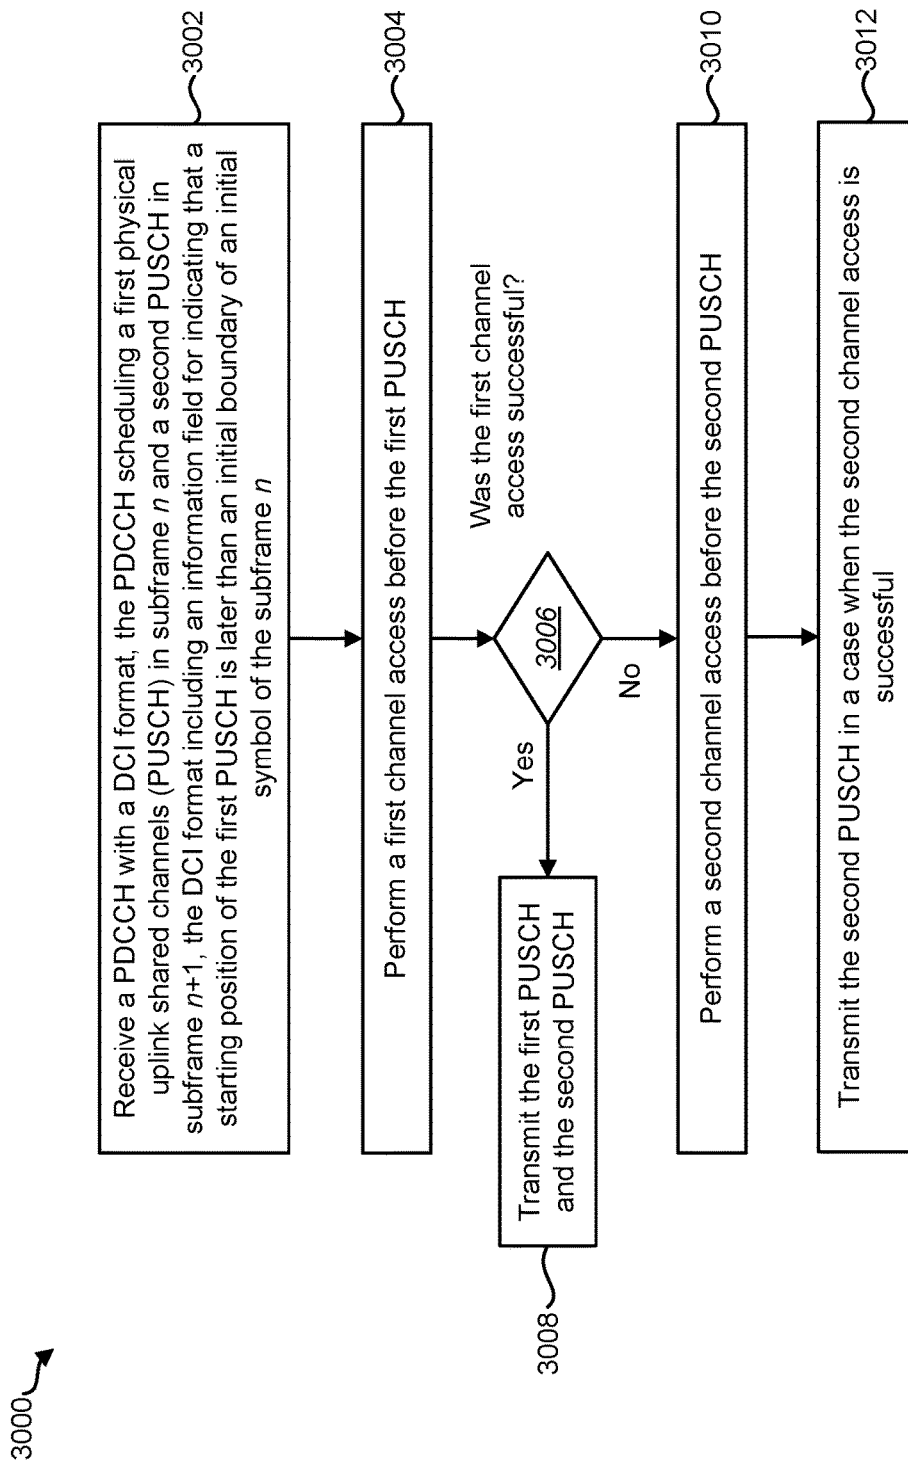 3000
Receive a PDCCH with a DCI format, the PDCCH scheduling a first physical
uplink shared channels (PUSCH) in subframe n and a second PUSCH in
subframe n+1, the DCI format including an information field for indicating that a
starting position of the first PUSCH is later than an initial boundary of an initial
symbol of the subframe n
3002
Perform a first channel access before the first PUSCH
3004
Was the first channel
access successful?
3006
Yes
No
Transmit the first PUSCH
and the second PUSCH
3008
Perform a second channel access before the second PUSCH
3010
Transmit the second PUSCH in a case when the second channel access is
successful
3012